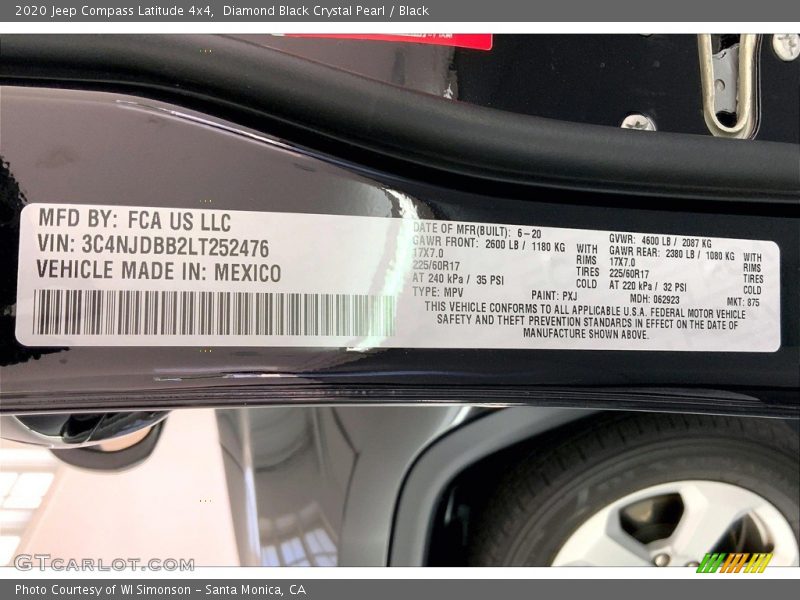 2020 Jeep Compass Latitude 4x4,  Diamond Black Crystal Pearl / Black
MFD BY: FCA US LLC
VIN: 3C4NJDBB2LT252476
VEHICLE MADE IN: MEXICO
DATE OF MFR(BUILT): 6-20
GAWR FRONT: 2600 LB / 1180 KG WITH
17X7.0 RIMS
225/60R17 TIRES
AT 240 kPa / 35 PSI COLD
TYPE: MPV
GVWR: 4600 LB / 2087 KG
GAWR REAR: 2380 LB / 1080 KG WITH
17X7.0 RIMS
225/60R17 TIRES
AT 220 kPa / 32 PSI COLD
PAINT: PXJ MDH: 062923 MKT: 875
THIS VEHICLE CONFORMS TO ALL APPLICABLE U.S.A. FEDERAL MOTOR VEHICLE
SAFETY AND THEFT PREVENTION STANDARDS IN EFFECT ON THE DATE OF
MANUFACTURE SHOWN ABOVE.
GTcarlot.com
Photo Courtesy of WI Simonson - Santa Monica, CA